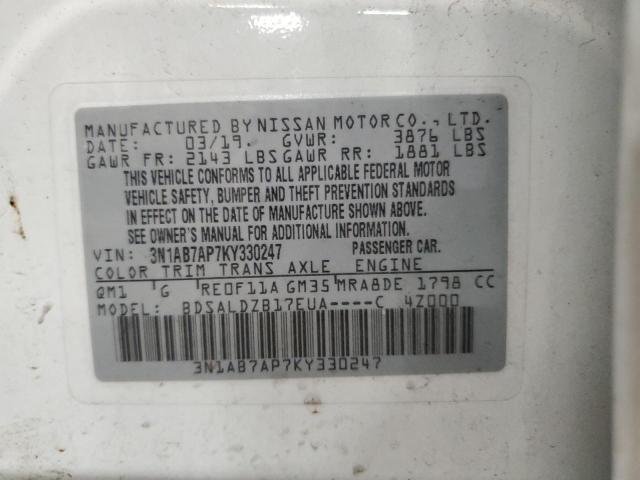 MANUFACTURED BY NISSAN MOTOR CO., LTD.
DATE: 03/19. GVWR: 3876 LBS
GAWR FR: 2143 LBS GAWR RR: 1881 LBS
THIS VEHICLE CONFORMS TO ALL APPLICABLE FEDERAL MOTOR
VEHICLE SAFETY, BUMPER AND THEFT PREVENTION STANDARDS
IN EFFECT ON THE DATE OF MANUFACTURE SHOWN ABOVE.
SEE OWNER'S MANUAL FOR ADDITIONAL INFORMATION.
VIN: 3N1AB7AP7KY330247 PASSENGER CAR.
COLOR TRIM TRANS AXLE ENGINE
QM1 G RE0F11A GM35 MRA8DE 1798 CC
MODEL: BDSALDZB17EUA----C 4Z000
3N1AB7AP7KY330247